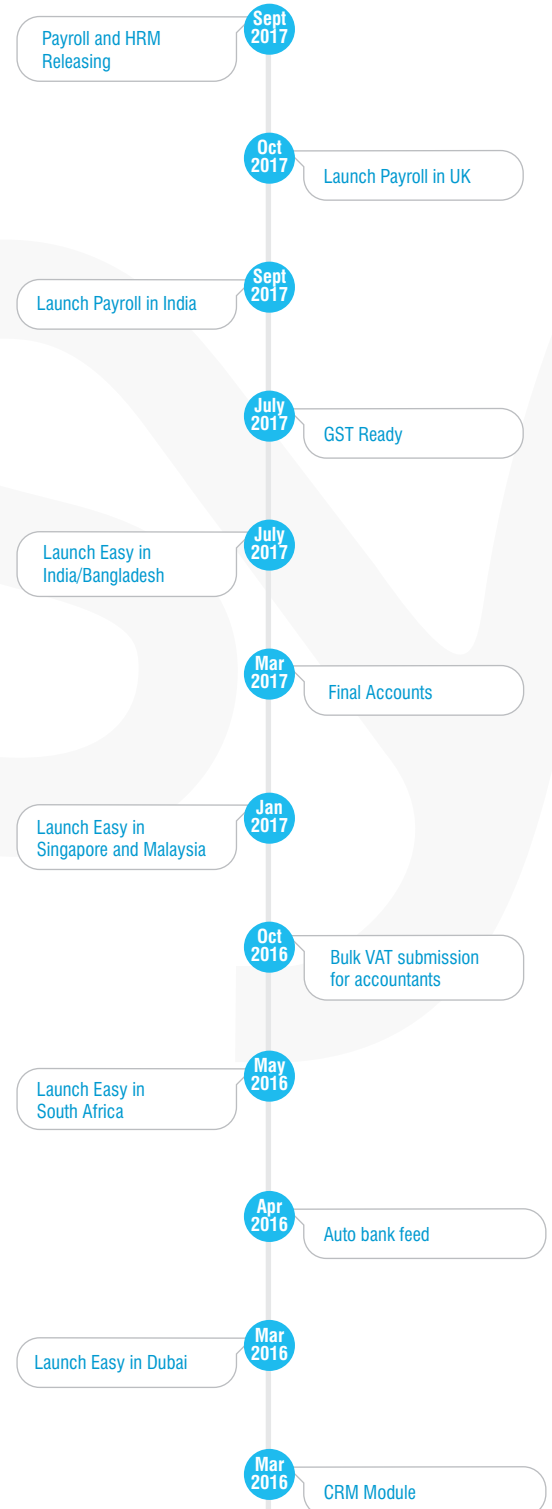 Sept
2017
Payroll and HRM
Releasing
Oct
2017
Launch Payroll in UK
Sept
2017
Launch Payroll in India
July
2017
GST Ready
July
2017
Launch Easy in
India/Bangladesh
Mar
2017
Final Accounts
Jan
2017
Launch Easy in
Singapore and Malaysia
Oct
2016
Bulk VAT submission
for accountants
May
2016
Launch Easy in
South Africa
Apr
2016
Auto bank feed
Mar
2016
Launch Easy in Dubai
Mar
2016
CRM Module